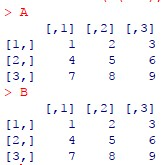 > A
     [,1] [,2] [,3]
[1,]    1    2    3
[2,]    4    5    6
[3,]    7    8    9
> B
     [,1] [,2] [,3]
[1,]    1    2    3
[2,]    4    5    6
[3,]    7    8    9